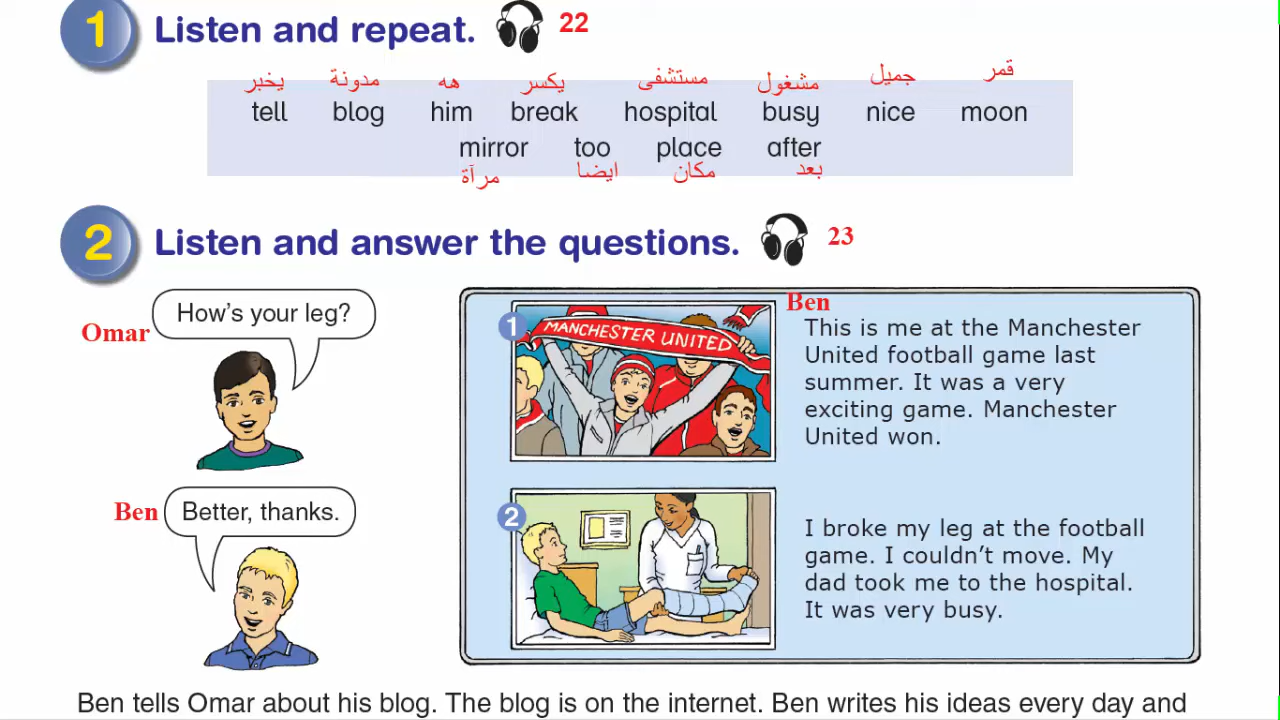 1 Listen and repeat. 22
يخبر مدونة هه يكسر مستشفى مشغول جميل قمر
tell blog him break hospital busy nice moon
mirror too place after
مرآة ايضا مكان بعد
2 Listen and answer the questions. 23
Omar
How's your leg?
Ben
Better, thanks.
1
MANCHESTER UNITED
Ben
This is me at the Manchester
United football game last
summer. It was a very
exciting game. Manchester
United won.
2
I broke my leg at the football
game. I couldn't move. My
dad took me to the hospital.
It was very busy.
Ben tells Omar about his blog. The blog is on the internet. Ben writes his ideas every day and